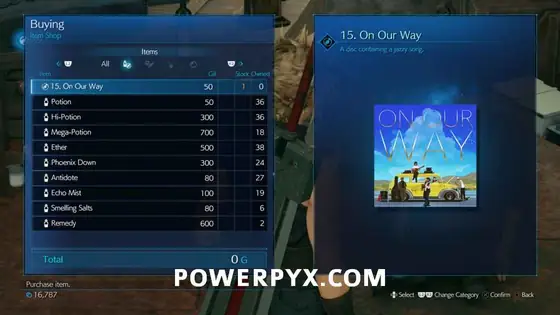 Buying
Item Shop
Items
All
Item Gil Stock Owned
15. On Our Way 50 1 0
Potion 50 36
Hi-Potion 300 36
Mega-Potion 700 18
Ether 500 38
Phoenix Down 300 24
Antidote 80 27
Echo Mist 100 19
Smelling Salts 80 6
Remedy 600 2
Total 0 G
Purchase item.
16,787
15. On Our Way
A disc containing a jazzy song.
ON OUR
WAY
POWERPYX.COM
Select Change Category Confirm Back